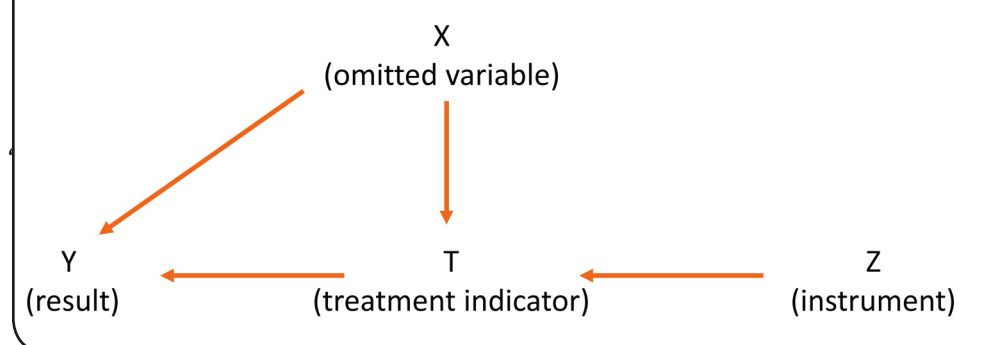 X
(omitted variable)
Y
(result)
T
(treatment indicator)
Z
(instrument)